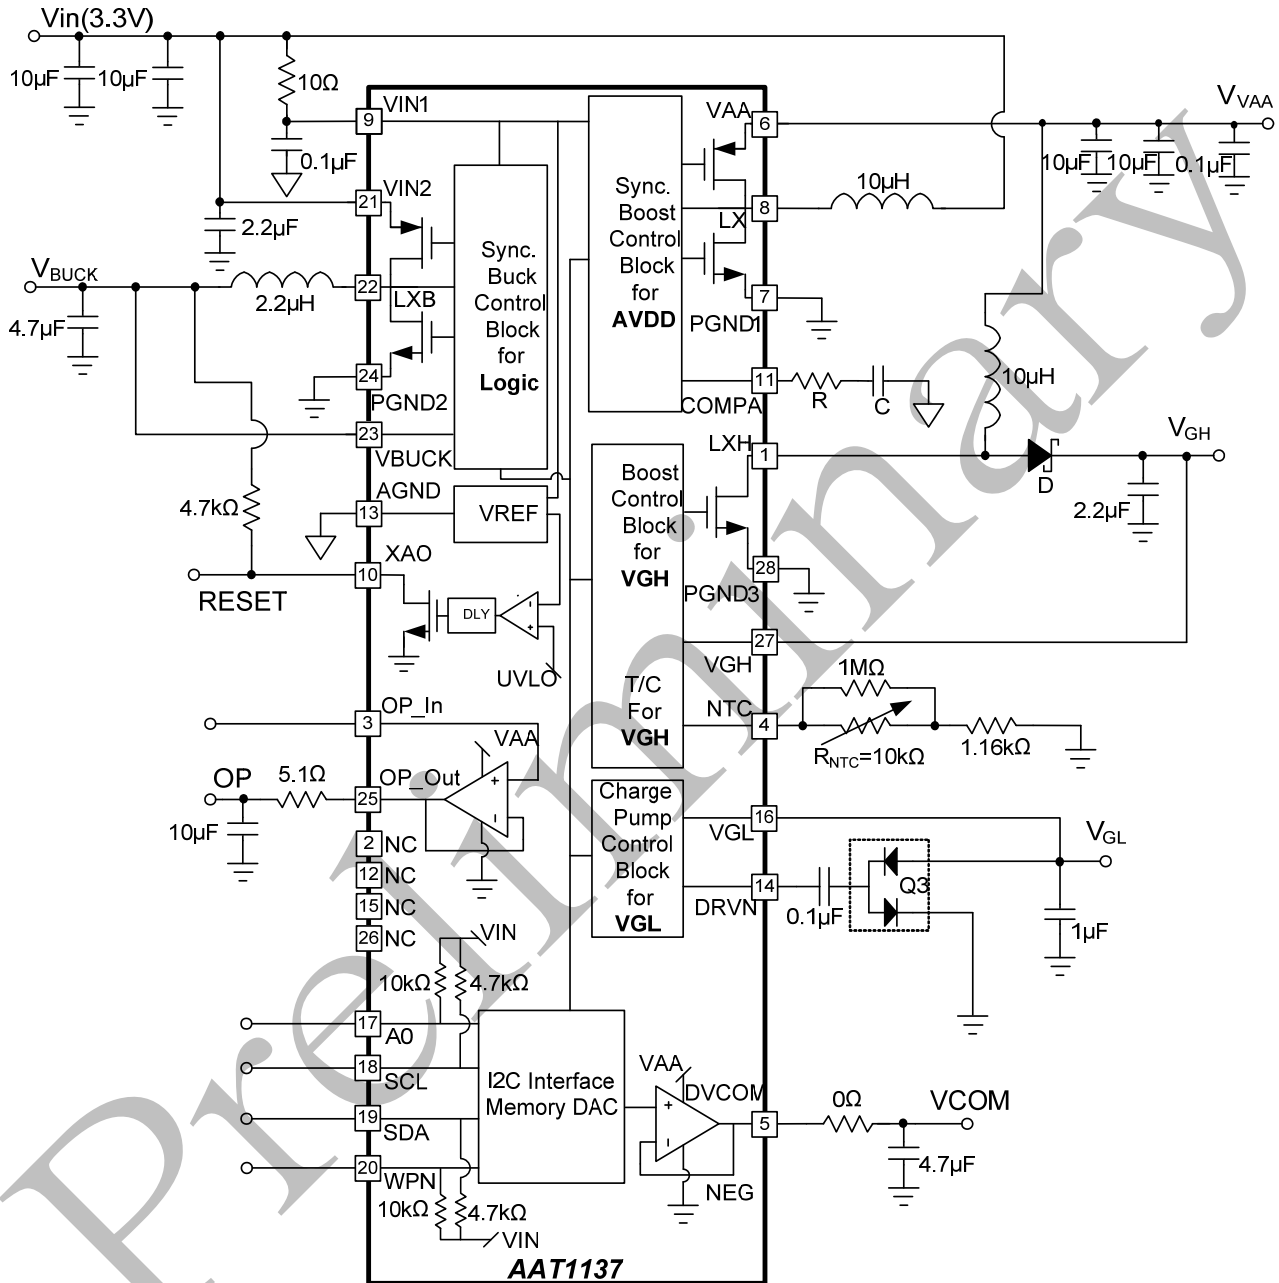 Vin(3.3V)
10µF
10µF
10Ω
VIN1
9
0.1µF
VIN2
21
2.2µF
V_BUCK
22
2.2µH
LXB
4.7µF
24
PGND2
23
VBUCK
AGND
13
4.7kΩ
XAO
10
RESET
Sync.
Buck
Control
Block
for
Logic
VREF
DLY
-
+
UVLO
OP_In
3
VAA
OP
5.1Ω
OP_Out
25
+
-
10µF
2
NC
12
NC
15
NC
26
NC
VIN
10kΩ
4.7kΩ
17
A0
18
SCL
19
SDA
20
WPN
10kΩ
4.7kΩ
VIN
I2C Interface
Memory DAC
VAA
+
-
DVCOM
5
NEG
0Ω
VCOM
4.7µF
AAT1137
Sync.
Boost
Control
Block
for
AVDD
VAA
6
V_VAA
10µF
10µF
0.1µF
8
LX
10µH
7
PGND1
11
COMPA
R
C
10µH
LXH
1
D
V_GH
2.2µF
Boost
Control
Block
for
VGH
28
PGND3
27
VGH
T/C
For
VGH
NTC
4
1MΩ
R_NTC=10kΩ
1.16kΩ
Charge
Pump
Control
Block
for
VGL
16
VGL
V_GL
14
DRVN
0.1µF
Q3
1µF
Preliminary